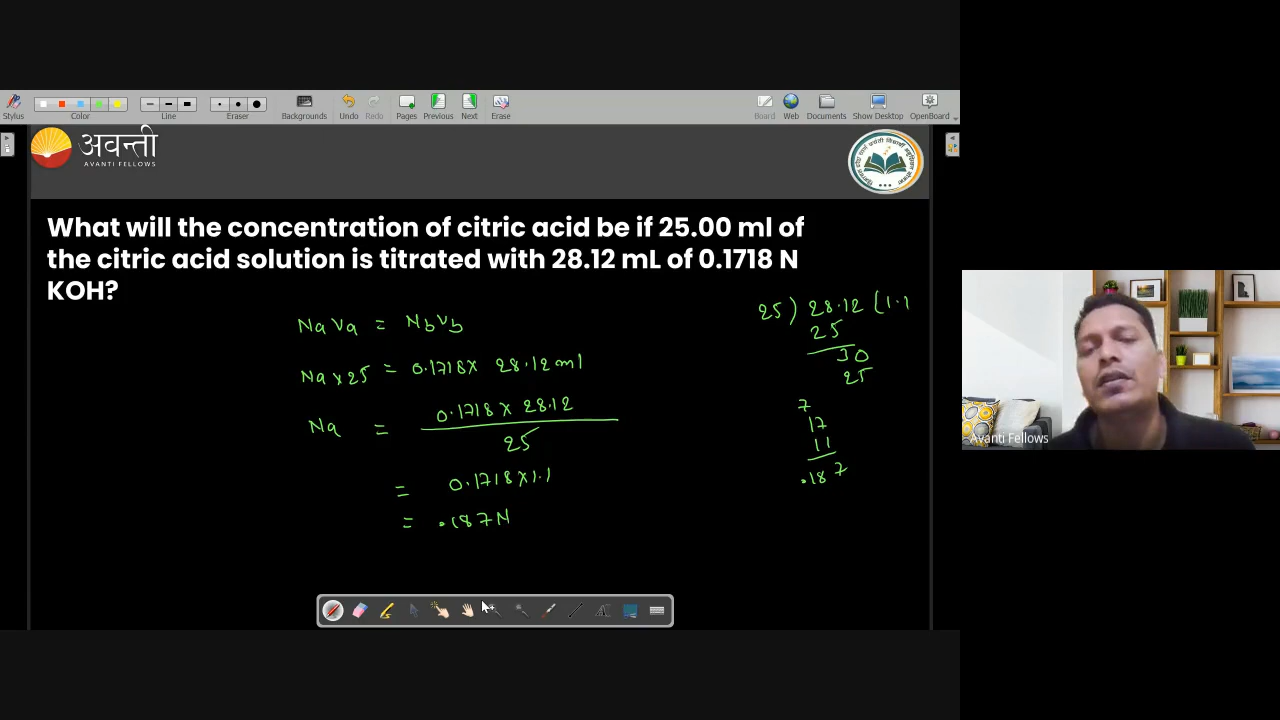 Stylus
Color
Line
Eraser
Backgrounds
Undo
Redo
Pages
Previous
Next
Erase
Board
Web
Documents
Show Desktop
OpenBoard
अवन्ती
AVANTI FELLOWS
What will the concentration of citric acid be if 25.00 ml of
the citric acid solution is titrated with 28.12 mL of 0.1718 N
KOH?
NaVa = NbVb
Na x 25 = 0.1718 x 28.12 ml
Na = 0.1718 x 28.12
25
= 0.1718 x 1.1
= .187 N
25 ) 28.12 ( 1.1
25
30
25
7
17
11
.187
Avanti Fellows